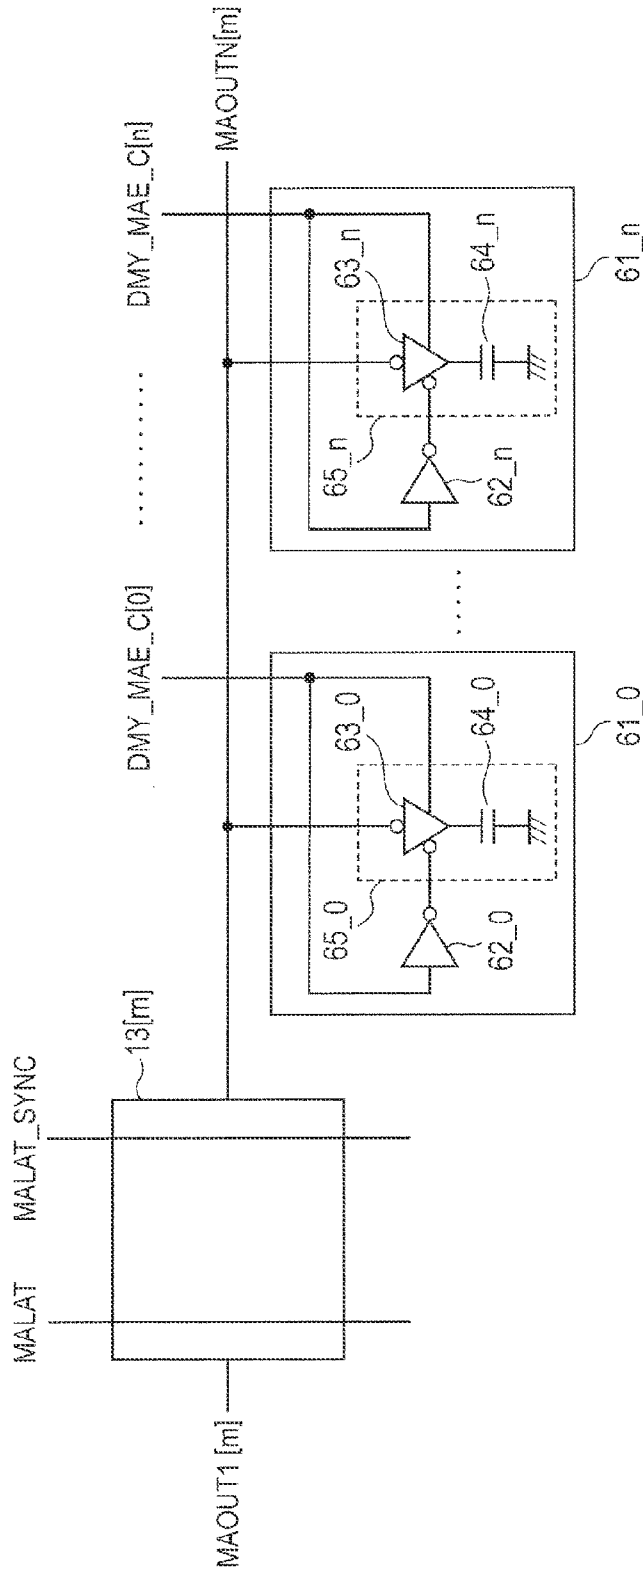 MALAT
MALAT_SYNC
13[m]
MAOUT1 [m]
DMY_MAE_C[0]
...........
DMY_MAE_C[n]
MAOUTN[m]
65_0
63_0
62_0
64_0
61_0
.....
65_n
63_n
62_n
64_n
61_n